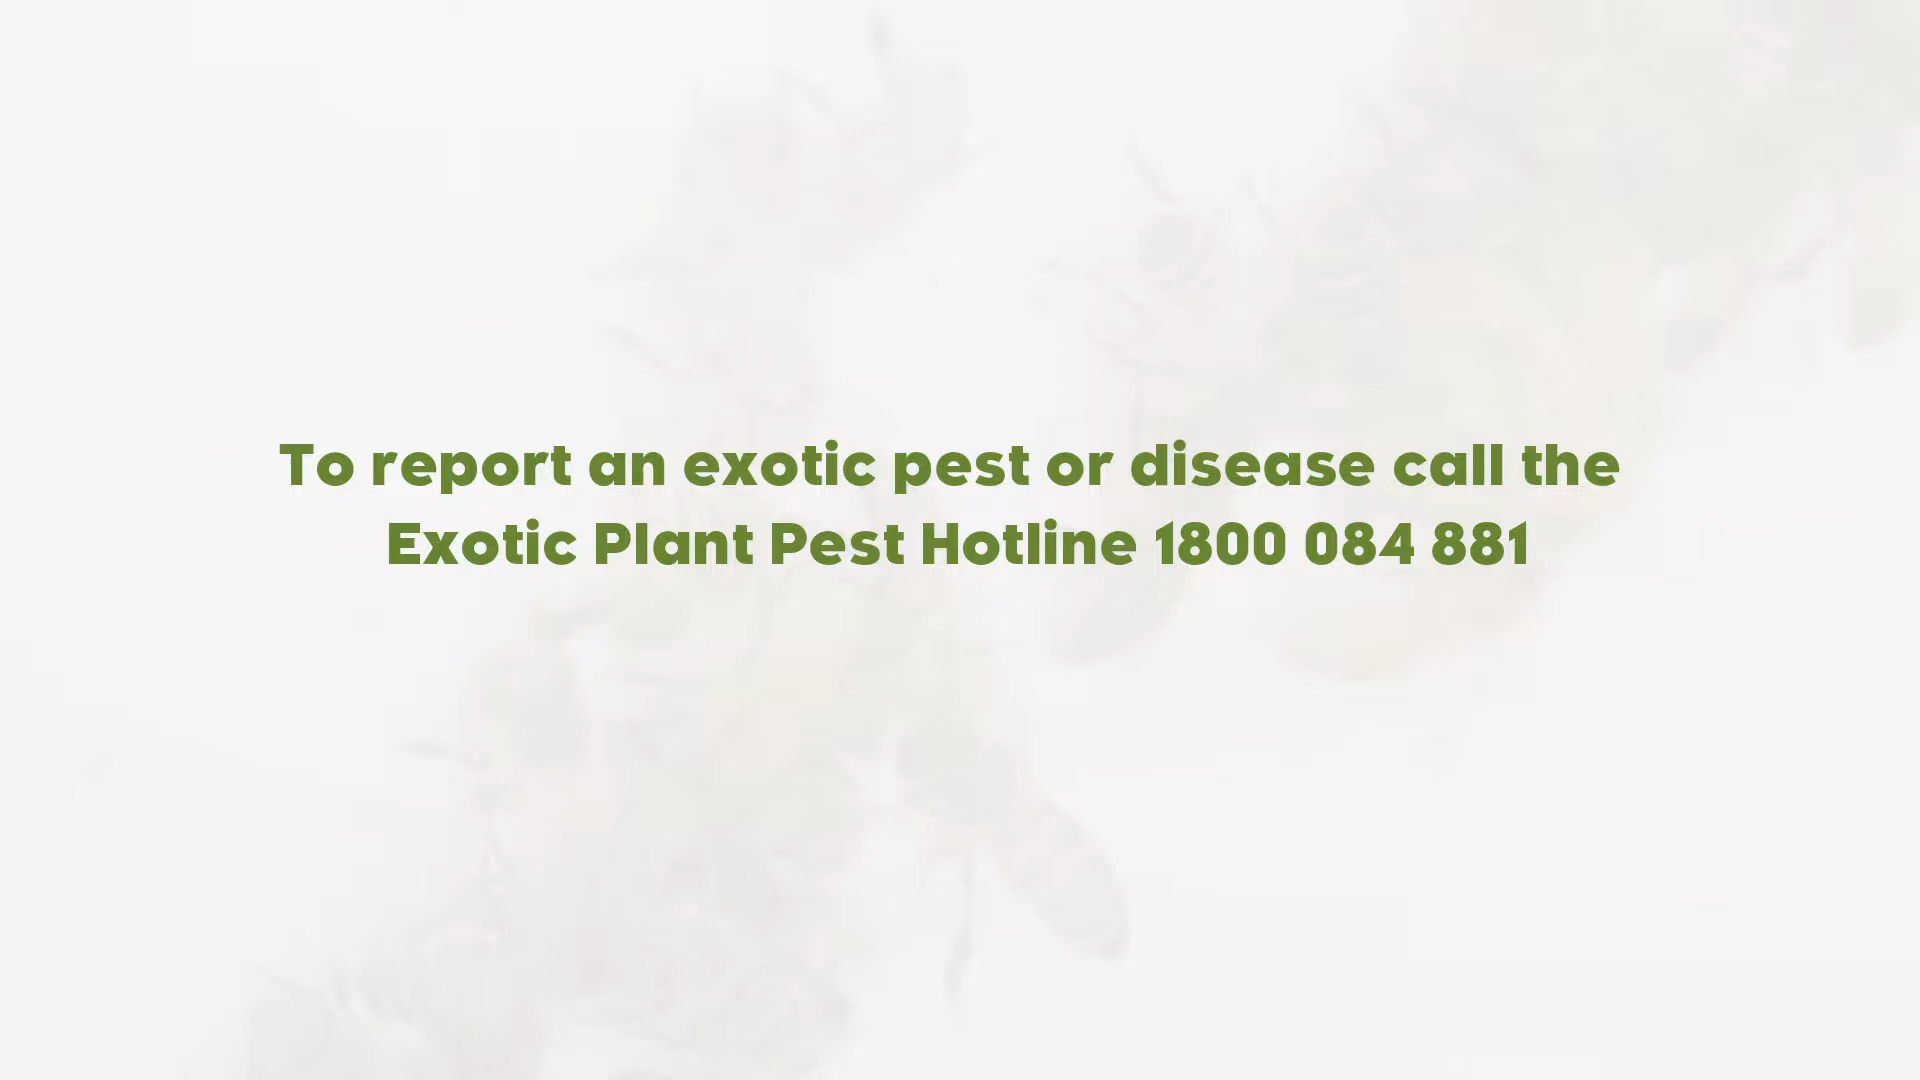 To report an exotic pest or disease call the
Exotic Plant Pest Hotline 1800 084 881